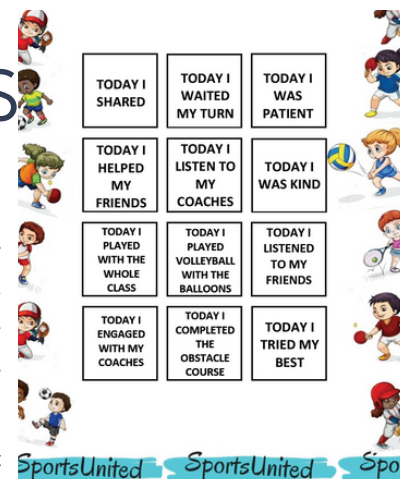 S
TODAY I
SHARED
TODAY I
WAITED
MY TURN
TODAY I
WAS
PATIENT
TODAY I
HELPED
MY
FRIENDS
TODAY I
LISTEN TO
MY
COACHES
TODAY I
WAS KIND
TODAY I
PLAYED
WITH THE
WHOLE
CLASS
TODAY I
PLAYED
VOLLEYBALL
WITH THE
BALLOONS
TODAY I
LISTENED
TO MY
FRIENDS
TODAY I
ENGAGED
WITH MY
COACHES
TODAY I
COMPLETED
THE
OBSTACLE
COURSE
TODAY I
TRIED MY
BEST
SportsUnited SportsUnited Spo